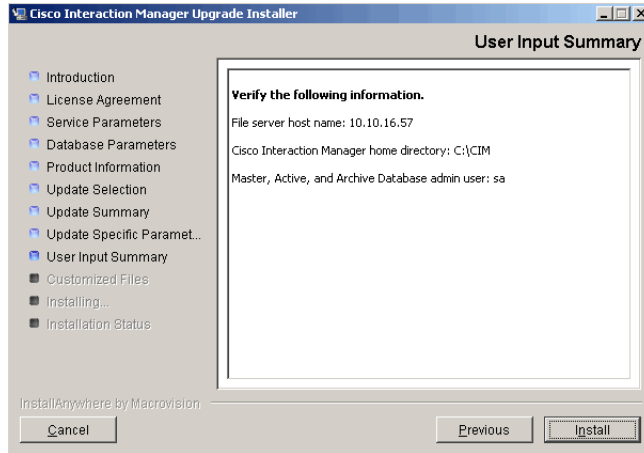 Cisco Interaction Manager Upgrade Installer
User Input Summary
Introduction
License Agreement
Service Parameters
Database Parameters
Product Information
Update Selection
Update Summary
Update Specific Paramet...
User Input Summary
Customized Files
Installing...
Installation Status
Verify the following information.
File server host name: 10.10.16.57
Cisco Interaction Manager home directory: C:\CIM
Master, Active, and Archive Database admin user: sa
InstallAnywhere by Macrovision
Cancel
Previous
Install